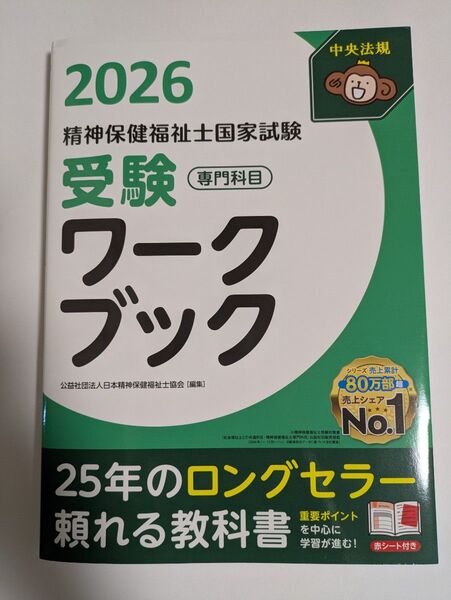 中央法規
2026
精神保健福祉士国家試験
受験
専門科目
ワーク
ブック
公益社団法人日本精神保健福祉士協会[編集]
シリーズ 売上累計
80万部超
売上シェア
No.1
25年のロングセラー
頼れる教科書
重要ポイント
を中心に
学習が進む!
赤シート付き